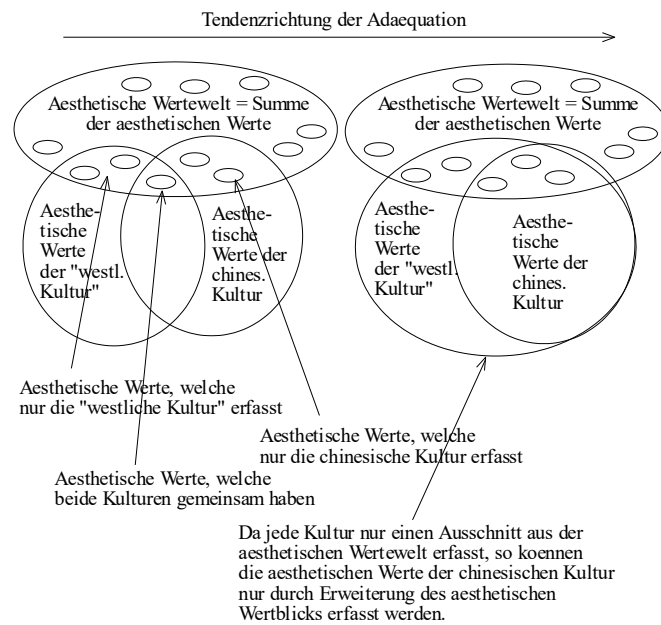 Tendenzrichtung der Adaequation
Aesthetische Wertewelt = Summe
der aesthetischen Werte
Aesthe-
tische
Werte
der "westl.
Kultur"
Aesthe-
tische
Werte der
chines.
Kultur
Aesthetische Wertewelt = Summe
der aesthetischen Werte
Aesthe-
tische
Werte
der "westl.
Kultur"
Aesthe-
tische
Werte der
chines.
Kultur
Aesthetische Werte, welche
nur die "westliche Kultur" erfasst
Aesthetische Werte, welche
nur die chinesische Kultur erfasst
Aesthetische Werte, welche
beide Kulturen gemeinsam haben
Da jede Kultur nur einen Ausschnitt aus der
aesthetischen Wertewelt erfasst, so koennen
die aesthetischen Werte der chinesischen Kultur
nur durch Erweiterung des aesthetischen
Wertblicks erfasst werden.